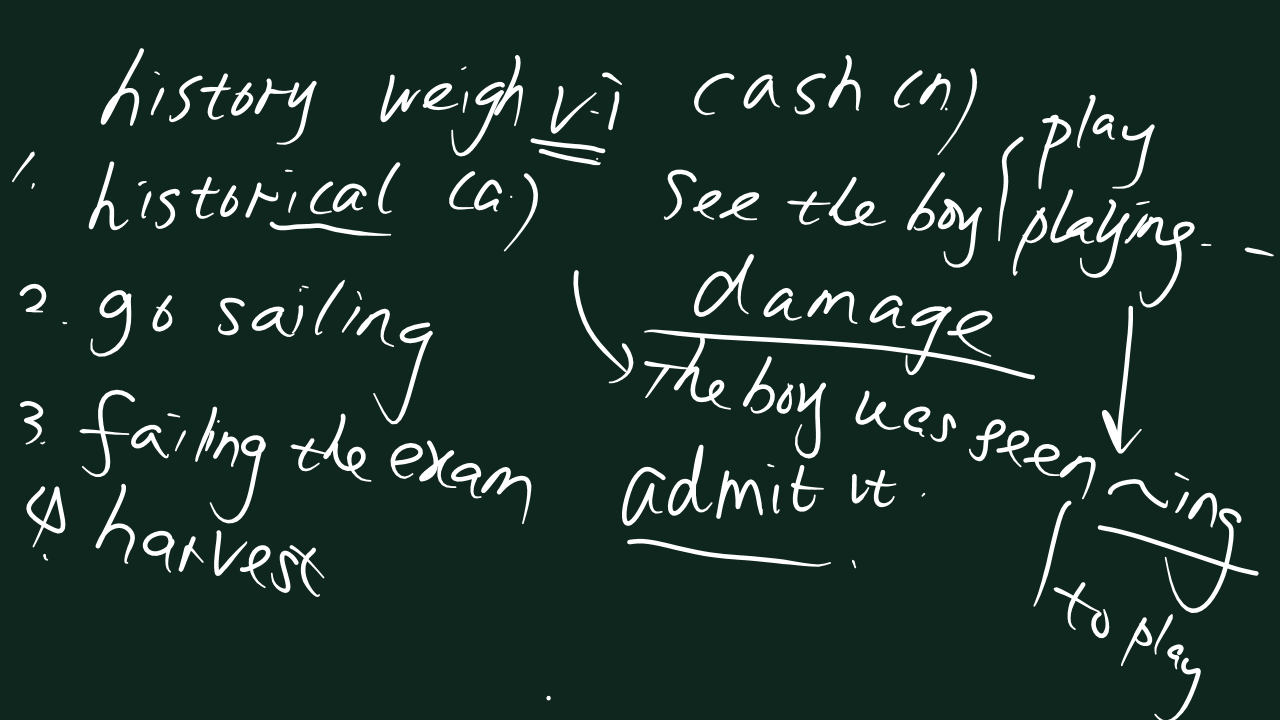 history weigh v.i cash (n.)
play
1. historical (a.)
see the boy playing
2. go sailing
damage
The boy was seen ~ing
3. failing the exam
admit vt.
4. harvest
to play